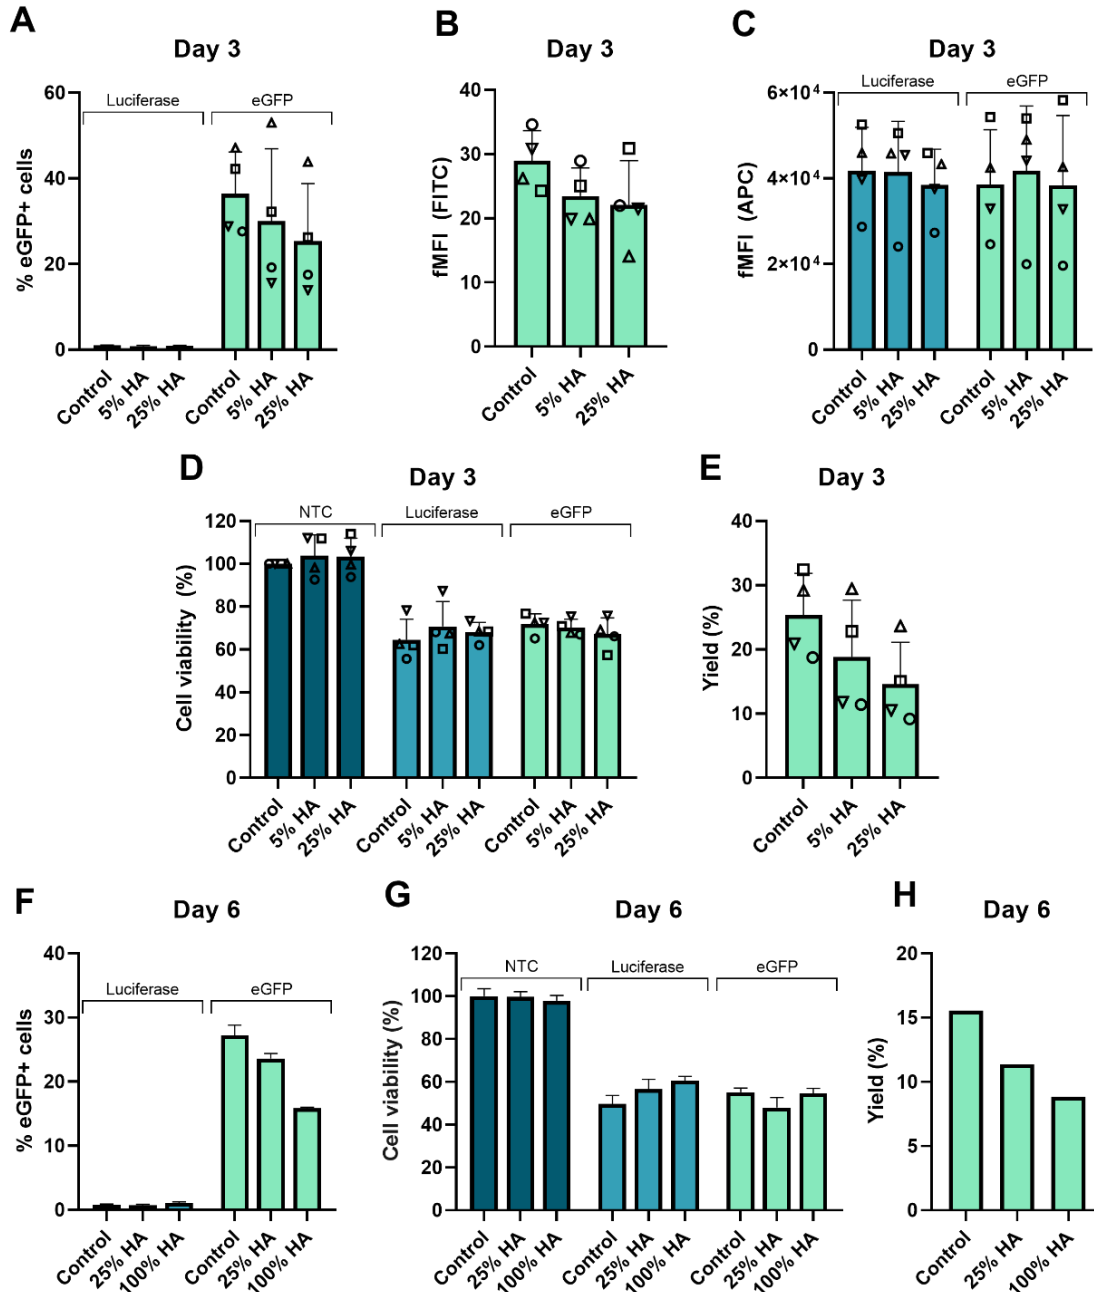 A
Day 3
% eGFP+ cells
60
40
20
0
Luciferase
eGFP
Control
5% HA
25% HA
Control
5% HA
25% HA
B
Day 3
fMFI (FITC)
40
30
20
10
0
Control
5% HA
25% HA
C
Day 3
fMFI (APC)
6×10⁴
4×10⁴
2×10⁴
0
Luciferase
eGFP
Control
5% HA
25% HA
Control
5% HA
25% HA
D
Day 3
Cell viability (%)
120
100
80
60
40
20
0
NTC
Luciferase
eGFP
Control
5% HA
25% HA
Control
5% HA
25% HA
Control
5% HA
25% HA
E
Day 3
Yield (%)
40
30
20
10
0
Control
5% HA
25% HA
F
Day 6
% eGFP+ cells
40
30
20
10
0
Luciferase
eGFP
Control
25% HA
100% HA
Control
25% HA
100% HA
G
Day 6
Cell viability (%)
120
100
80
60
40
20
0
NTC
Luciferase
eGFP
Control
25% HA
100% HA
Control
25% HA
100% HA
Control
25% HA
100% HA
H
Day 6
Yield (%)
20
15
10
5
0
Control
25% HA
100% HA